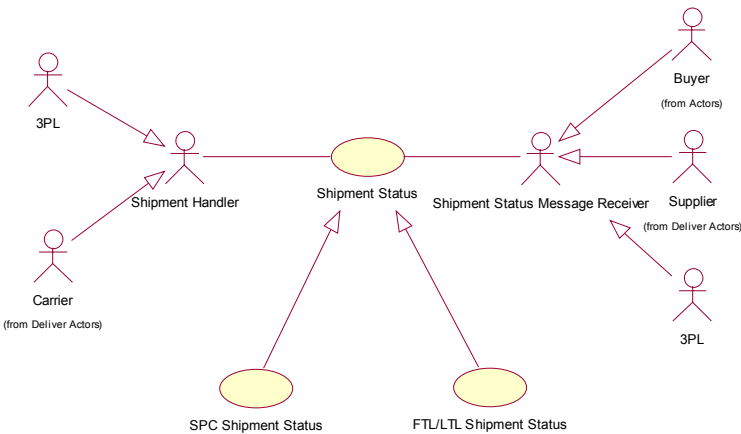 Buyer
(from Actors)
3PL
Shipment Handler
Shipment Status
Shipment Status Message Receiver
Supplier
(from Deliver Actors)
Carrier
(from Deliver Actors)
3PL
SPC Shipment Status
FTL/LTL Shipment Status